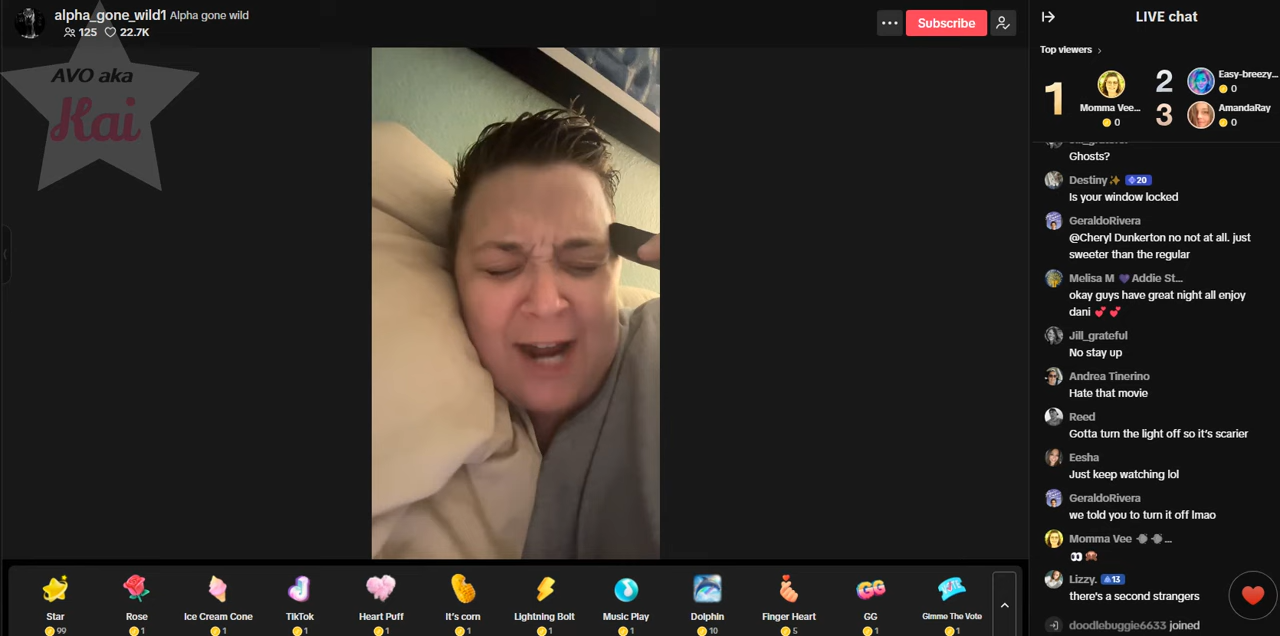 alpha_gone_wild1 Alpha gone wild
125 22.7K
Subscribe
AVO aka
Kai
LIVE chat
Top viewers
1
Momma Vee...
0
2
Easy-breezy...
0
3
AmandaRay
0
Ghosts?
Destiny 20
Is your window locked
GeraldoRivera
@Cheryl Dunkerton no not at all. just
sweeter than the regular
Melisa M 💜Addie St...
okay guys have great night all enjoy
dani 💕 💕
Jill_grateful
No stay up
Andrea Tinerino
Hate that movie
Reed
Gotta turn the light off so it's scarier
Eesha
Just keep watching lol
GeraldoRivera
we told you to turn it off lmao
Momma Vee ...
Lizzy. 13
there's a second strangers
doodlebuggie6633 joined
Star
99
Rose
1
Ice Cream Cone
1
TikTok
1
Heart Puff
1
It's corn
1
Lightning Bolt
1
Music Play
1
Dolphin
10
Finger Heart
5
GG
1
Gimme The Vote
1